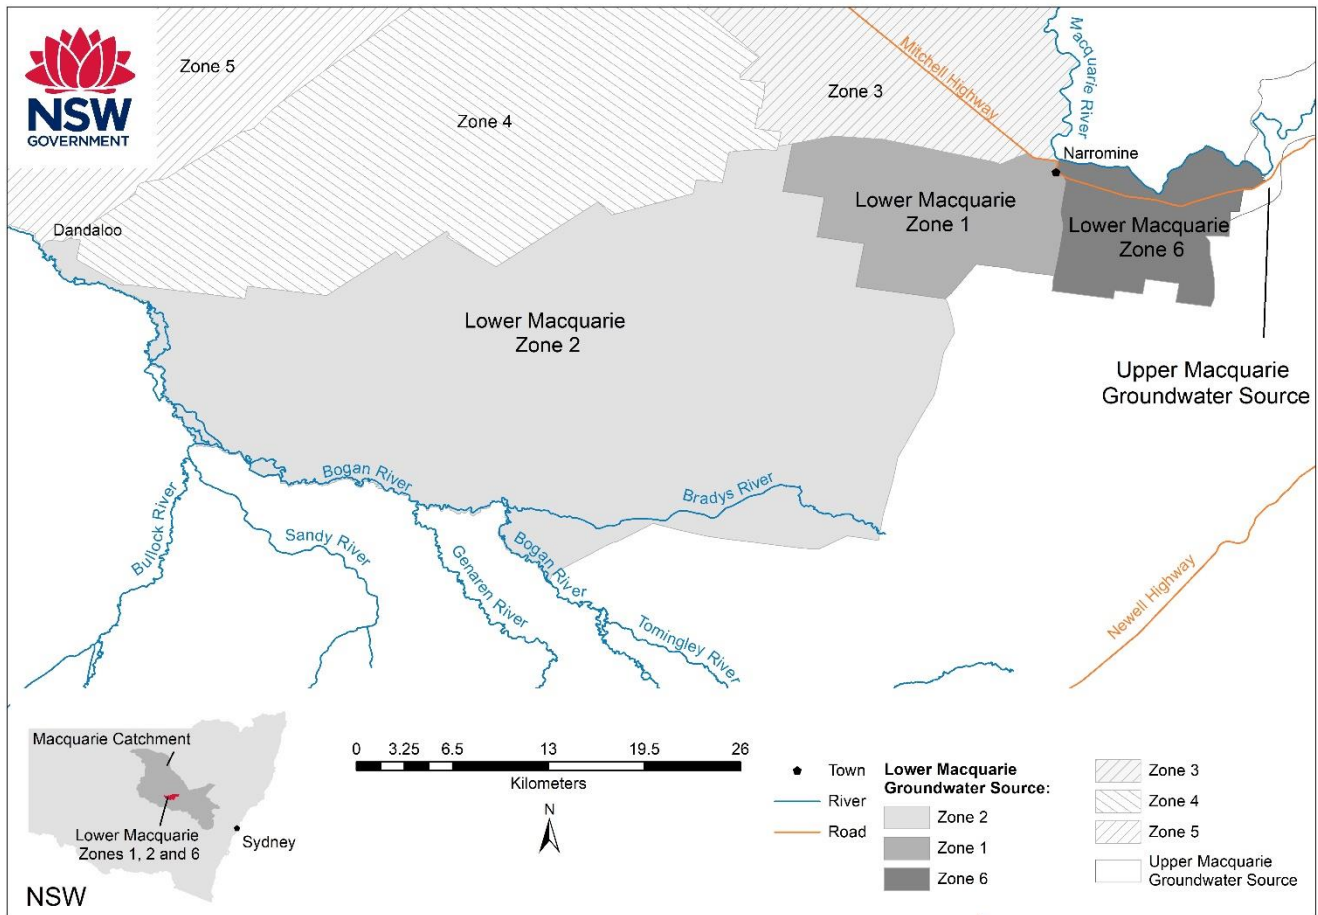 NSW
GOVERNMENT
Zone 5
Zone 4
Zone 3
Mitchell Highway
Macquarie River
Narromine
Lower Macquarie
Zone 1
Lower Macquarie
Zone 6
Dandaloo
Lower Macquarie
Zone 2
Upper Macquarie
Groundwater Source
Bogan River
Bradys River
Bullock River
Sandy River
Genaren River
Bogan River
Tomingley River
Newell Highway
Macquarie Catchment
Lower Macquarie
Zones 1, 2 and 6
Sydney
NSW
0 3.25 6.5 13 19.5 26
Kilometers
N
Town
River
Road
Lower Macquarie
Groundwater Source:
Zone 2
Zone 1
Zone 6
Zone 3
Zone 4
Zone 5
Upper Macquarie
Groundwater Source